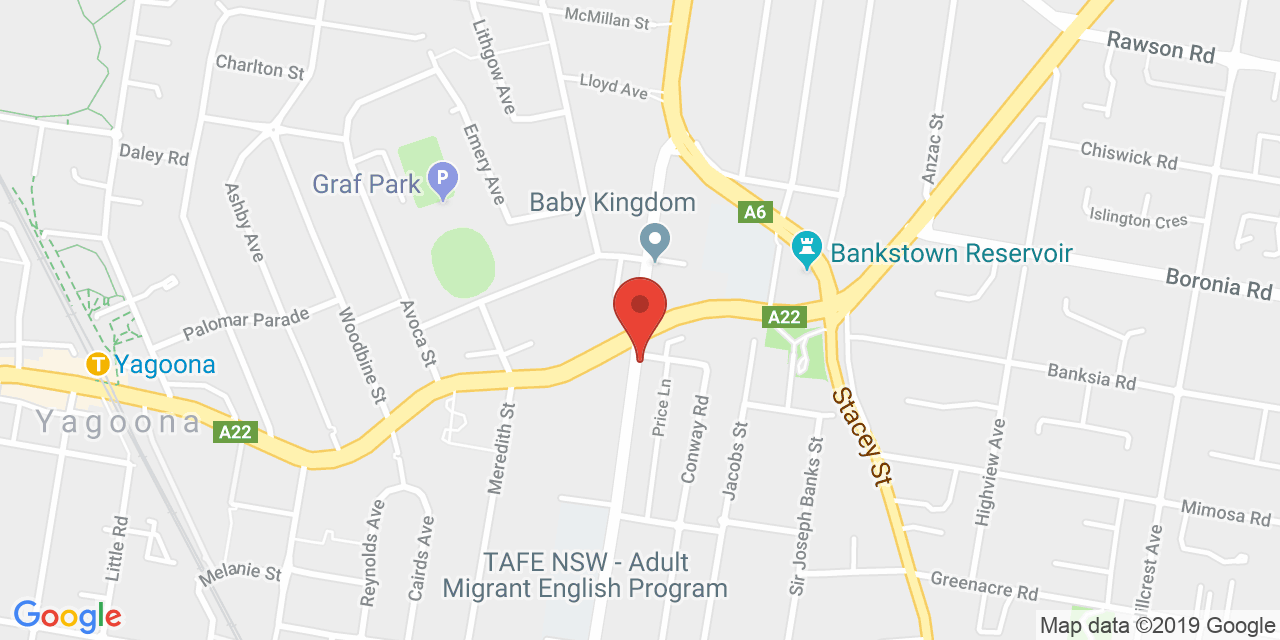 McMillan St
Lithgow Ave
Rawson Rd
Charlton St
Lloyd Ave
Anzac St
Daley Rd
Emery Ave
Chiswick Rd
Graf Park
P
Ashby Ave
Baby Kingdom
A6
Islington Cres
Bankstown Reservoir
Boronia Rd
Palomar Parade
Woodbine St
Avoca St
A22
T
Yagoona
Banksia Rd
Yagoona
A22
Meredith St
Price Ln
Conway Rd
Jacobs St
Stacey St
Highview Ave
Sir Joseph Banks St
Mimosa Rd
Little Rd
Reynolds Ave
Cairds Ave
Melanie St
TAFE NSW - Adult
Migrant English Program
Greenacre Rd
illcrest Ave
Google
Map data ©2019 Google